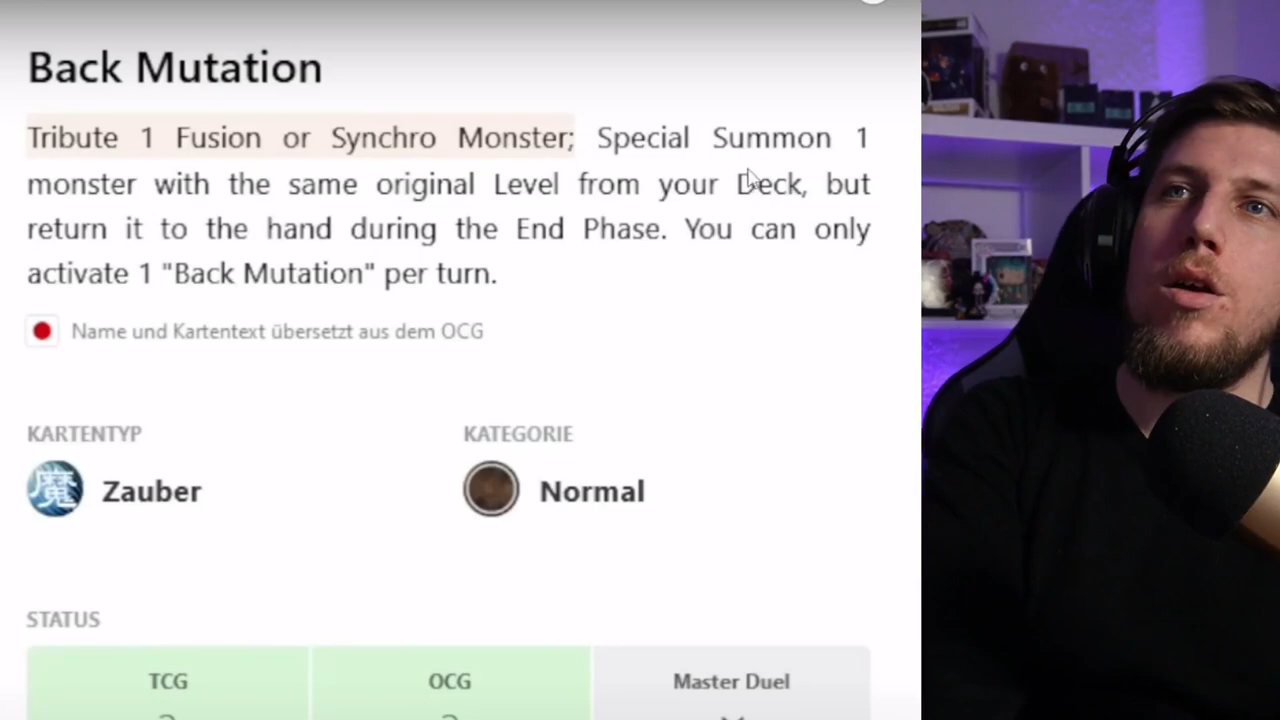 Back Mutation
Tribute 1 Fusion or Synchro Monster; Special Summon 1
monster with the same original Level from your Deck, but
return it to the hand during the End Phase. You can only
activate 1 "Back Mutation" per turn.
Name und Kartentext übersetzt aus dem OCG
KARTENTYP
KATEGORIE
魔
Zauber
Normal
STATUS
TCG
OCG
Master Duel